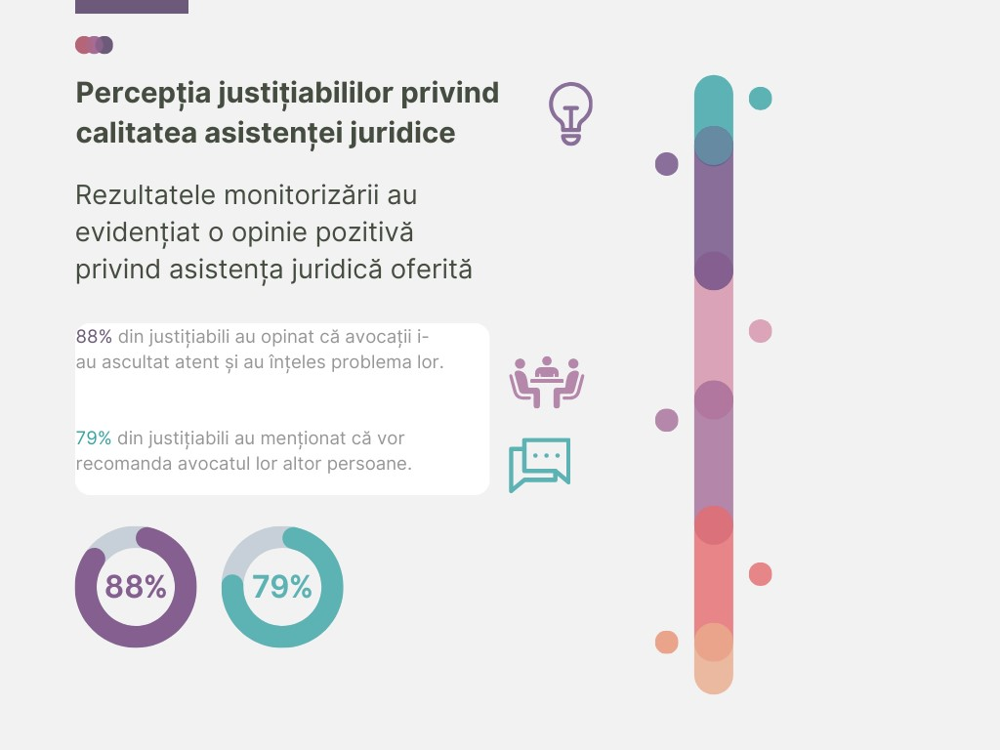 Percepția justițiabililor privind
calitatea asistenței juridice
Rezultatele monitorizării au
evidențiat o opinie pozitivă
privind asistența juridică oferită
88% din justițiabili au opinat că avocații i-
au ascultat atent și au înțeles problema lor.
79% din justițiabili au menționat că vor
recomanda avocatul lor altor persoane.
88%
79%